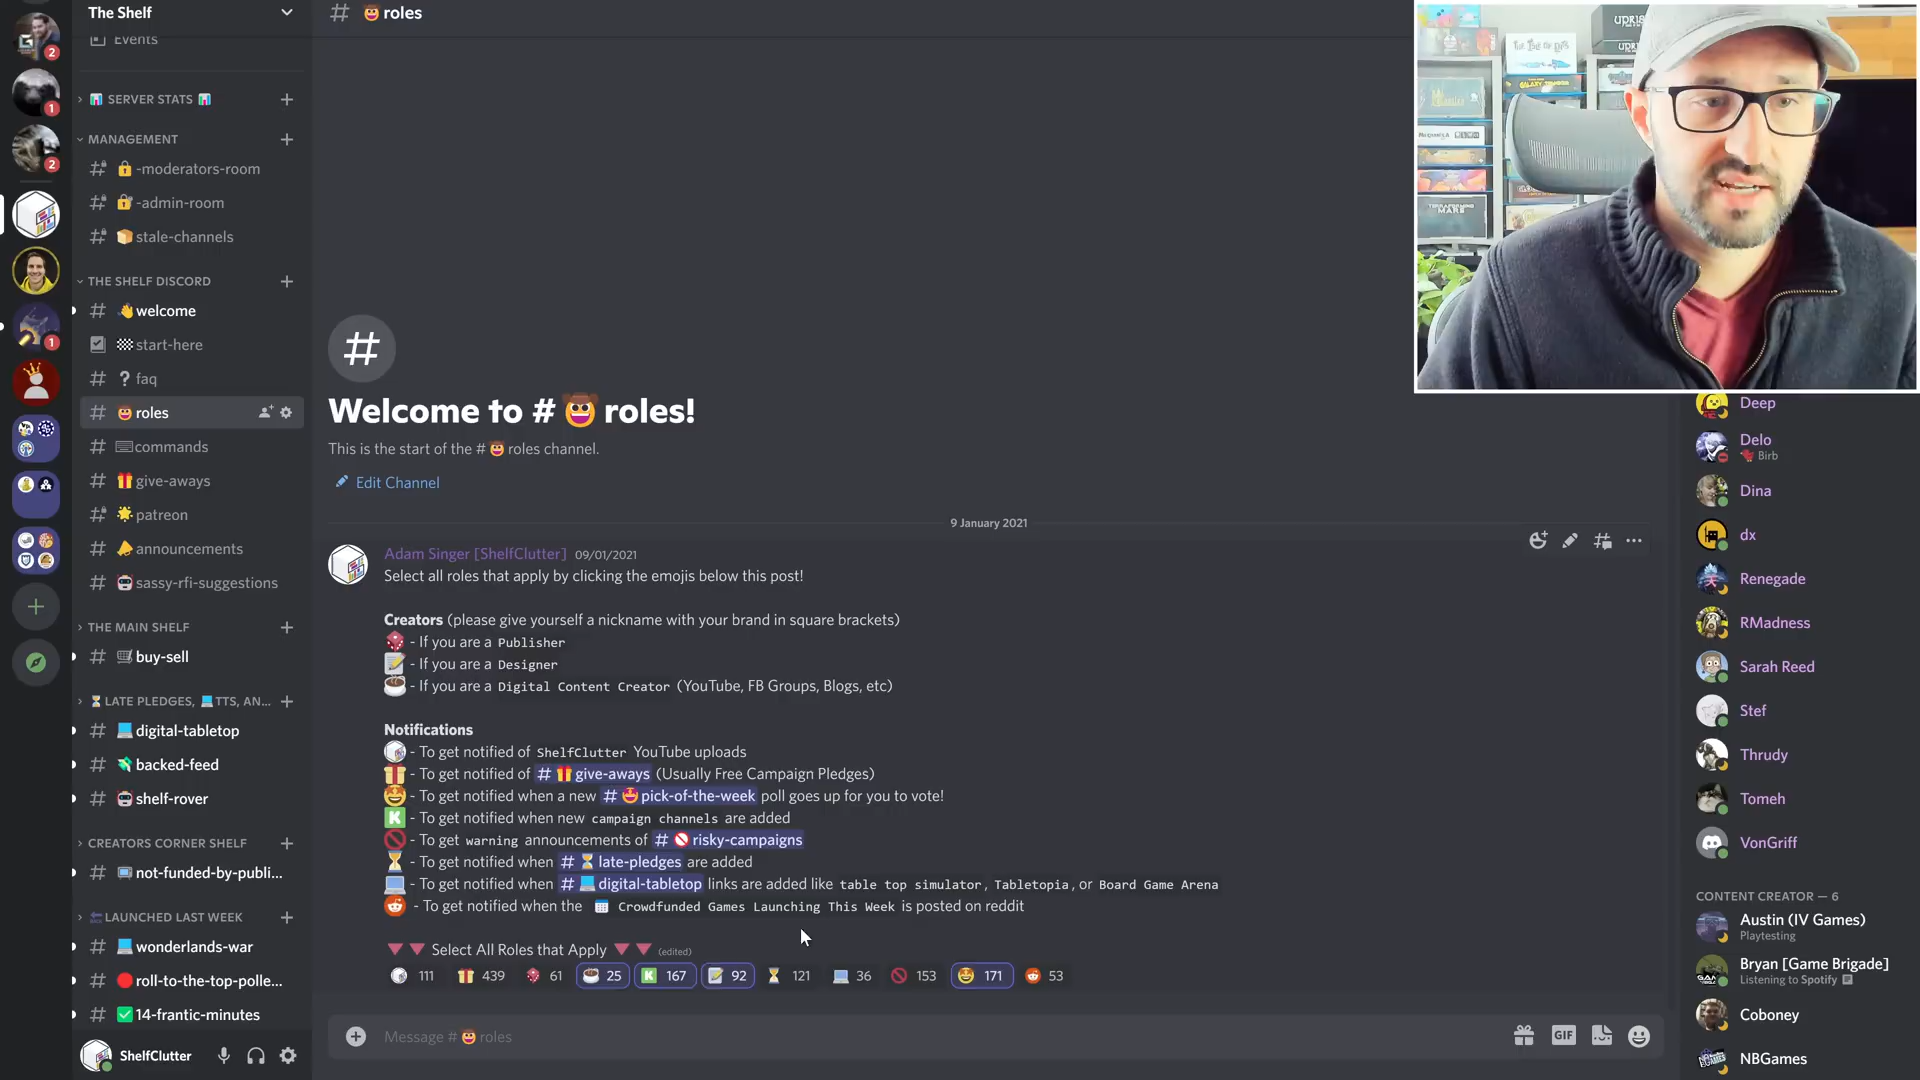 The Shelf
Events
SERVER STATS
MANAGEMENT
-moderators-room
-admin-room
stale-channels
THE SHELF DISCORD
welcome
start-here
faq
roles
commands
give-aways
patreon
announcements
sassy-rfi-suggestions
THE MAIN SHELF
buy-sell
LATE PLEDGES, TTS, AN...
digital-tabletop
backed-feed
shelf-rover
CREATORS CORNER SHELF
not-funded-by-publi...
LAUNCHED LAST WEEK
wonderlands-war
roll-to-the-top-polle...
14-frantic-minutes
ShelfClutter
2
1
2
1
# roles
Welcome to # roles!
This is the start of the # roles channel.
Edit Channel
9 January 2021
Adam Singer [ShelfClutter] 09/01/2021
Select all roles that apply by clicking the emojis below this post!
Creators (please give yourself a nickname with your brand in square brackets)
- If you are a Publisher
- If you are a Designer
- If you are a Digital Content Creator (YouTube, FB Groups, Blogs, etc)
Notifications
- To get notified of ShelfClutter YouTube uploads
- To get notified of # give-aways (Usually Free Campaign Pledges)
- To get notified when a new # pick-of-the-week poll goes up for you to vote!
K - To get notified when new campaign channels are added
- To get warning announcements of # risky-campaigns
- To get notified when # late-pledges are added
- To get notified when # digital-tabletop links are added like table top simulator, Tabletopia, or Board Game Arena
- To get notified when the Crowdfunded Games Launching This Week is posted on reddit
Select All Roles that Apply (edited)
111 439 61 25 K 167 92 121 36 153 171 53
Message # roles
GIF
TERRAFORMING
MARS
Deep
Delo
Birb
Dina
dx
Renegade
RMadness
Sarah Reed
Stef
Thrudy
Tomeh
VonGriff
CONTENT CREATOR — 6
Austin (IV Games)
Playtesting
Bryan [Game Brigade]
Listening to Spotify
Coboney
NBGames